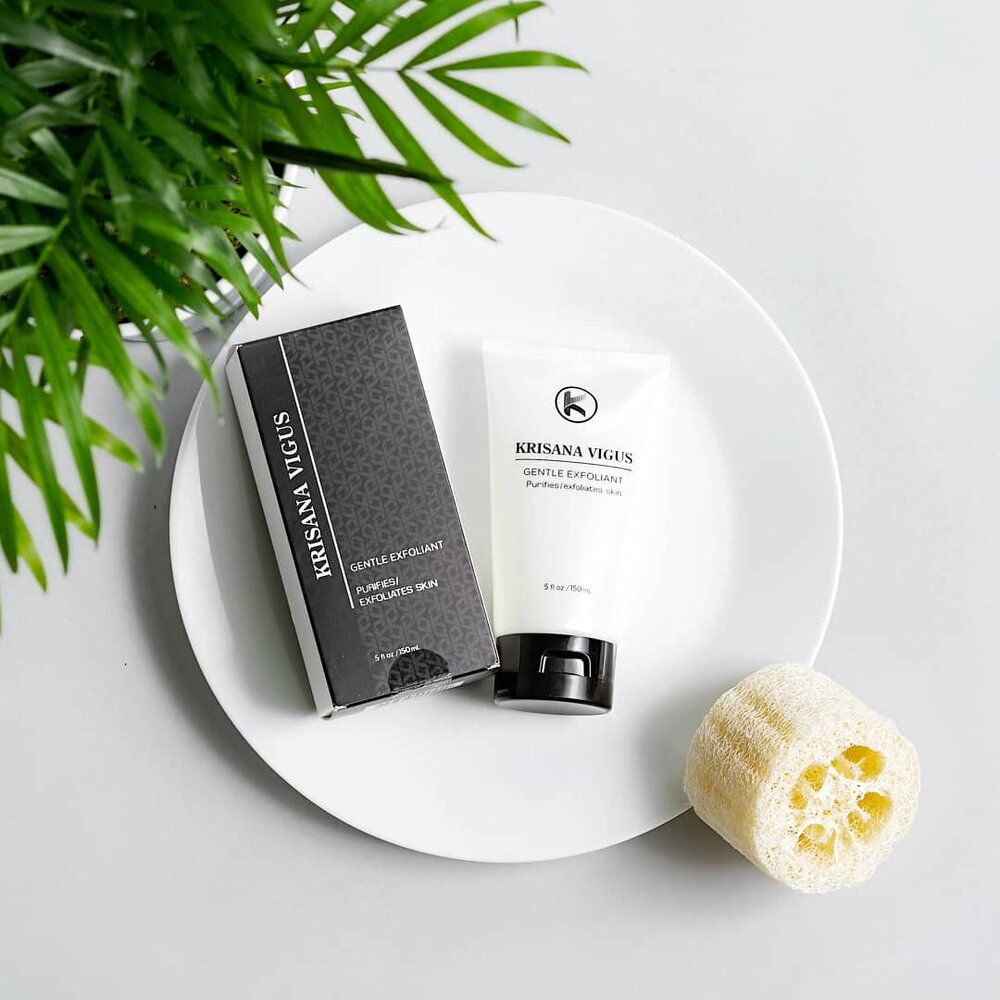 KRISANA VIGUS
GENTLE EXFOLIANT
PURIFIES/
EXFOLIATES SKIN
5 fl oz / 150mL
KRISANA VIGUS
GENTLE EXFOLIANT
Purifies/exfoliates skin
5 fl oz / 150mL